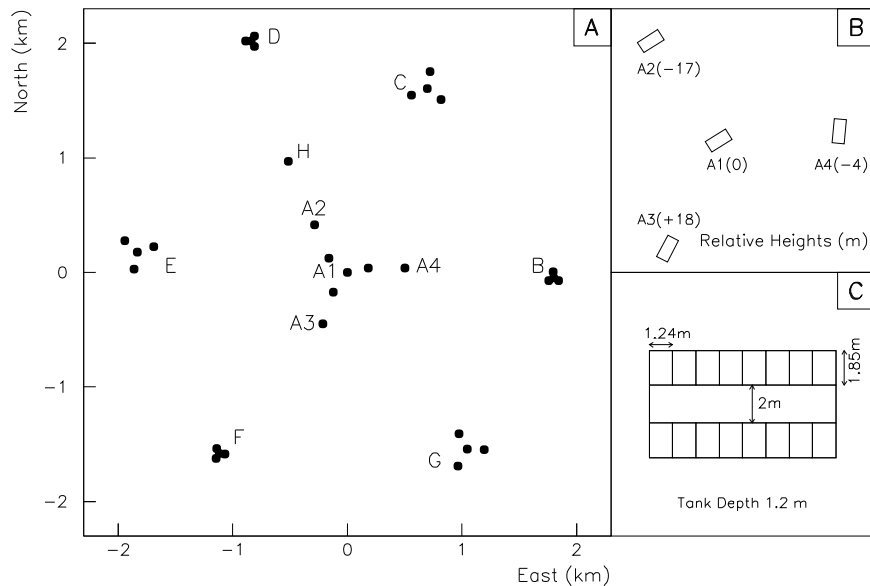 North (km)
2
1
0
−1
−2
−2
−1
0
1
2
East (km)
A
D
C
H
A2
E
A1
A4
B
A3
F
G
B
A2(−17)
A1(0)
A4(−4)
A3(+18)
Relative Heights (m)
C
1.24m
1.85m
2m
Tank Depth 1.2 m